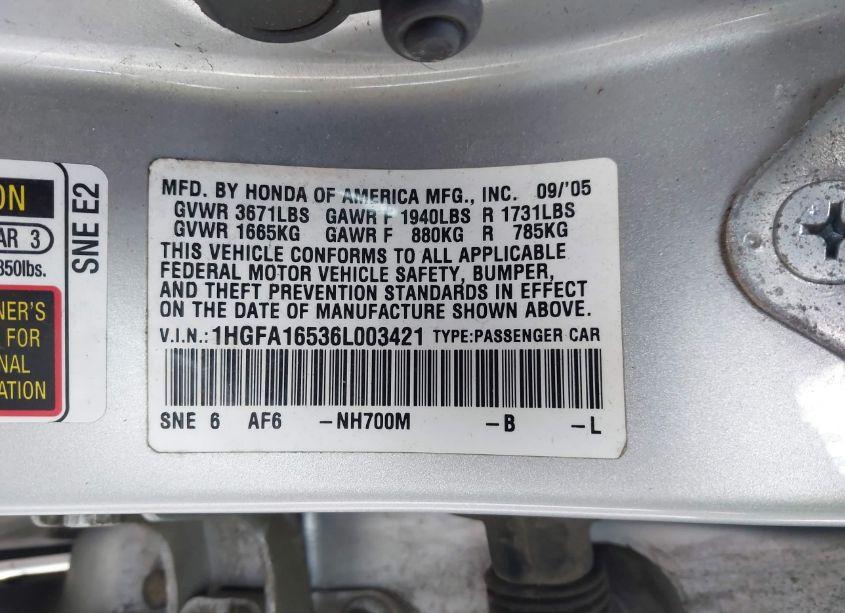 ON
AR 3
850lbs.
NER'S
FOR
NAL
ATION
SNE E2
MFD. BY HONDA OF AMERICA MFG., INC. 09/'05
GVWR 3671LBS GAWR F 1940LBS R 1731LBS
GVWR 1665KG GAWR F 880KG R 785KG
THIS VEHICLE CONFORMS TO ALL APPLICABLE
FEDERAL MOTOR VEHICLE SAFETY, BUMPER,
AND THEFT PREVENTION STANDARDS IN EFFECT
ON THE DATE OF MANUFACTURE SHOWN ABOVE.
V.I.N.: 1HGFA16536L003421 TYPE:PASSENGER CAR
SNE 6 AF6 -NH700M -B -L